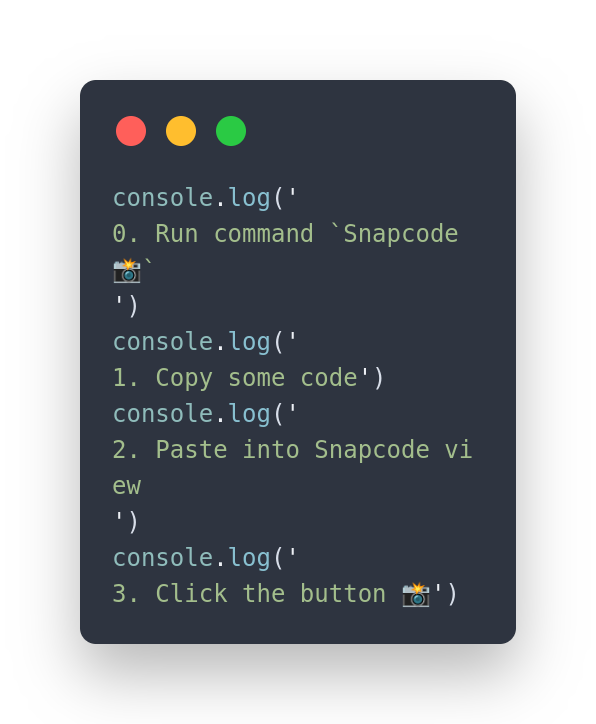 console.log('
0. Run command `Snapcode
📸`
')
console.log('
1. Copy some code')
console.log('
2. Paste into Snapcode vi
ew
')
console.log('
3. Click the button 📸')